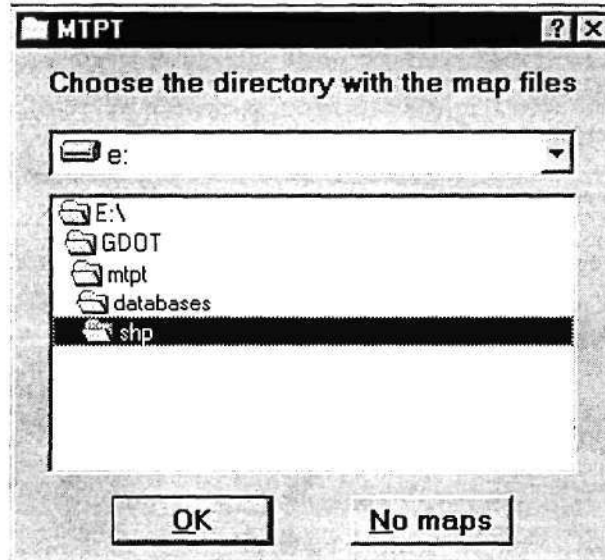 MTPT
Choose the directory with the map files
e:
E:\
GDOT
mtpt
databases
shp
OK
No maps